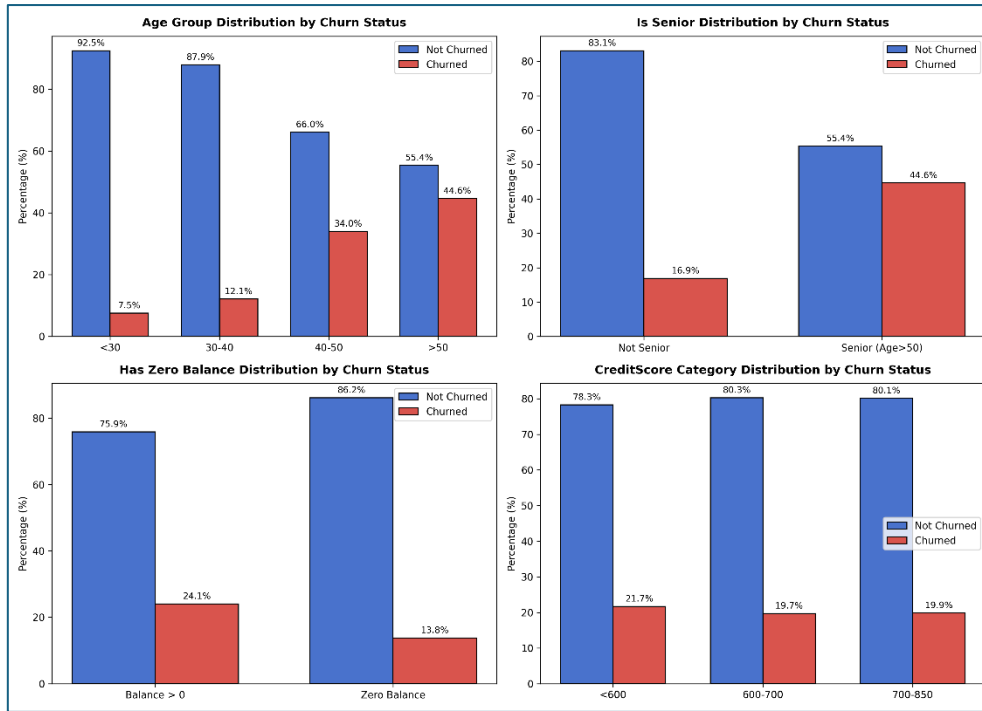 Age Group Distribution by Churn Status
92.5%
87.9%
66.0%
55.4%
44.6%
34.0%
12.1%
7.5%
Not Churned
Churned
Percentage (%)
80
60
40
20
0
<30
30-40
40-50
>50
Is Senior Distribution by Churn Status
83.1%
55.4%
44.6%
16.9%
Not Churned
Churned
Percentage (%)
80
70
60
50
40
30
20
10
0
Not Senior
Senior (Age>50)
Has Zero Balance Distribution by Churn Status
86.2%
75.9%
24.1%
13.8%
Not Churned
Churned
Percentage (%)
80
60
40
20
0
Balance > 0
Zero Balance
CreditScore Category Distribution by Churn Status
78.3%
80.3%
80.1%
21.7%
19.7%
19.9%
Not Churned
Churned
Percentage (%)
80
70
60
50
40
30
20
10
0
<600
600-700
700-850